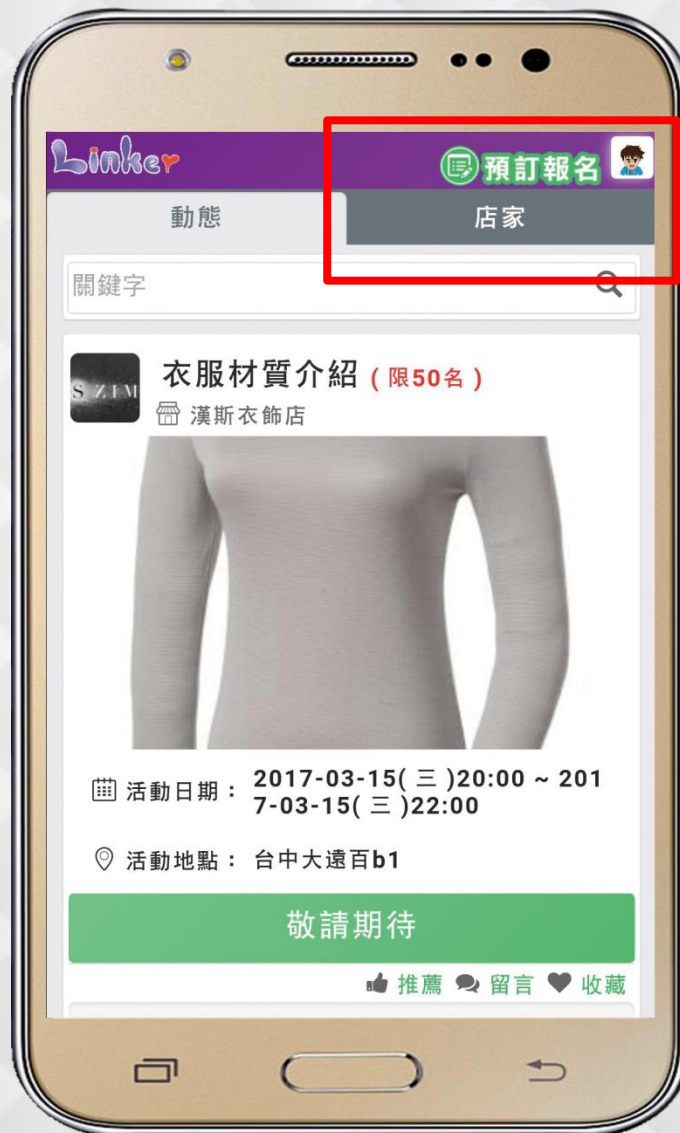 Linker
預訂報名
動態
店家
關鍵字
S ZIM
衣服材質介紹 ( 限50名 )
漢斯衣飾店
活動日期： 2017-03-15( 三 )20:00 ~ 201
7-03-15( 三 )22:00
活動地點： 台中大遠百b1
敬請期待
推薦 留言 收藏